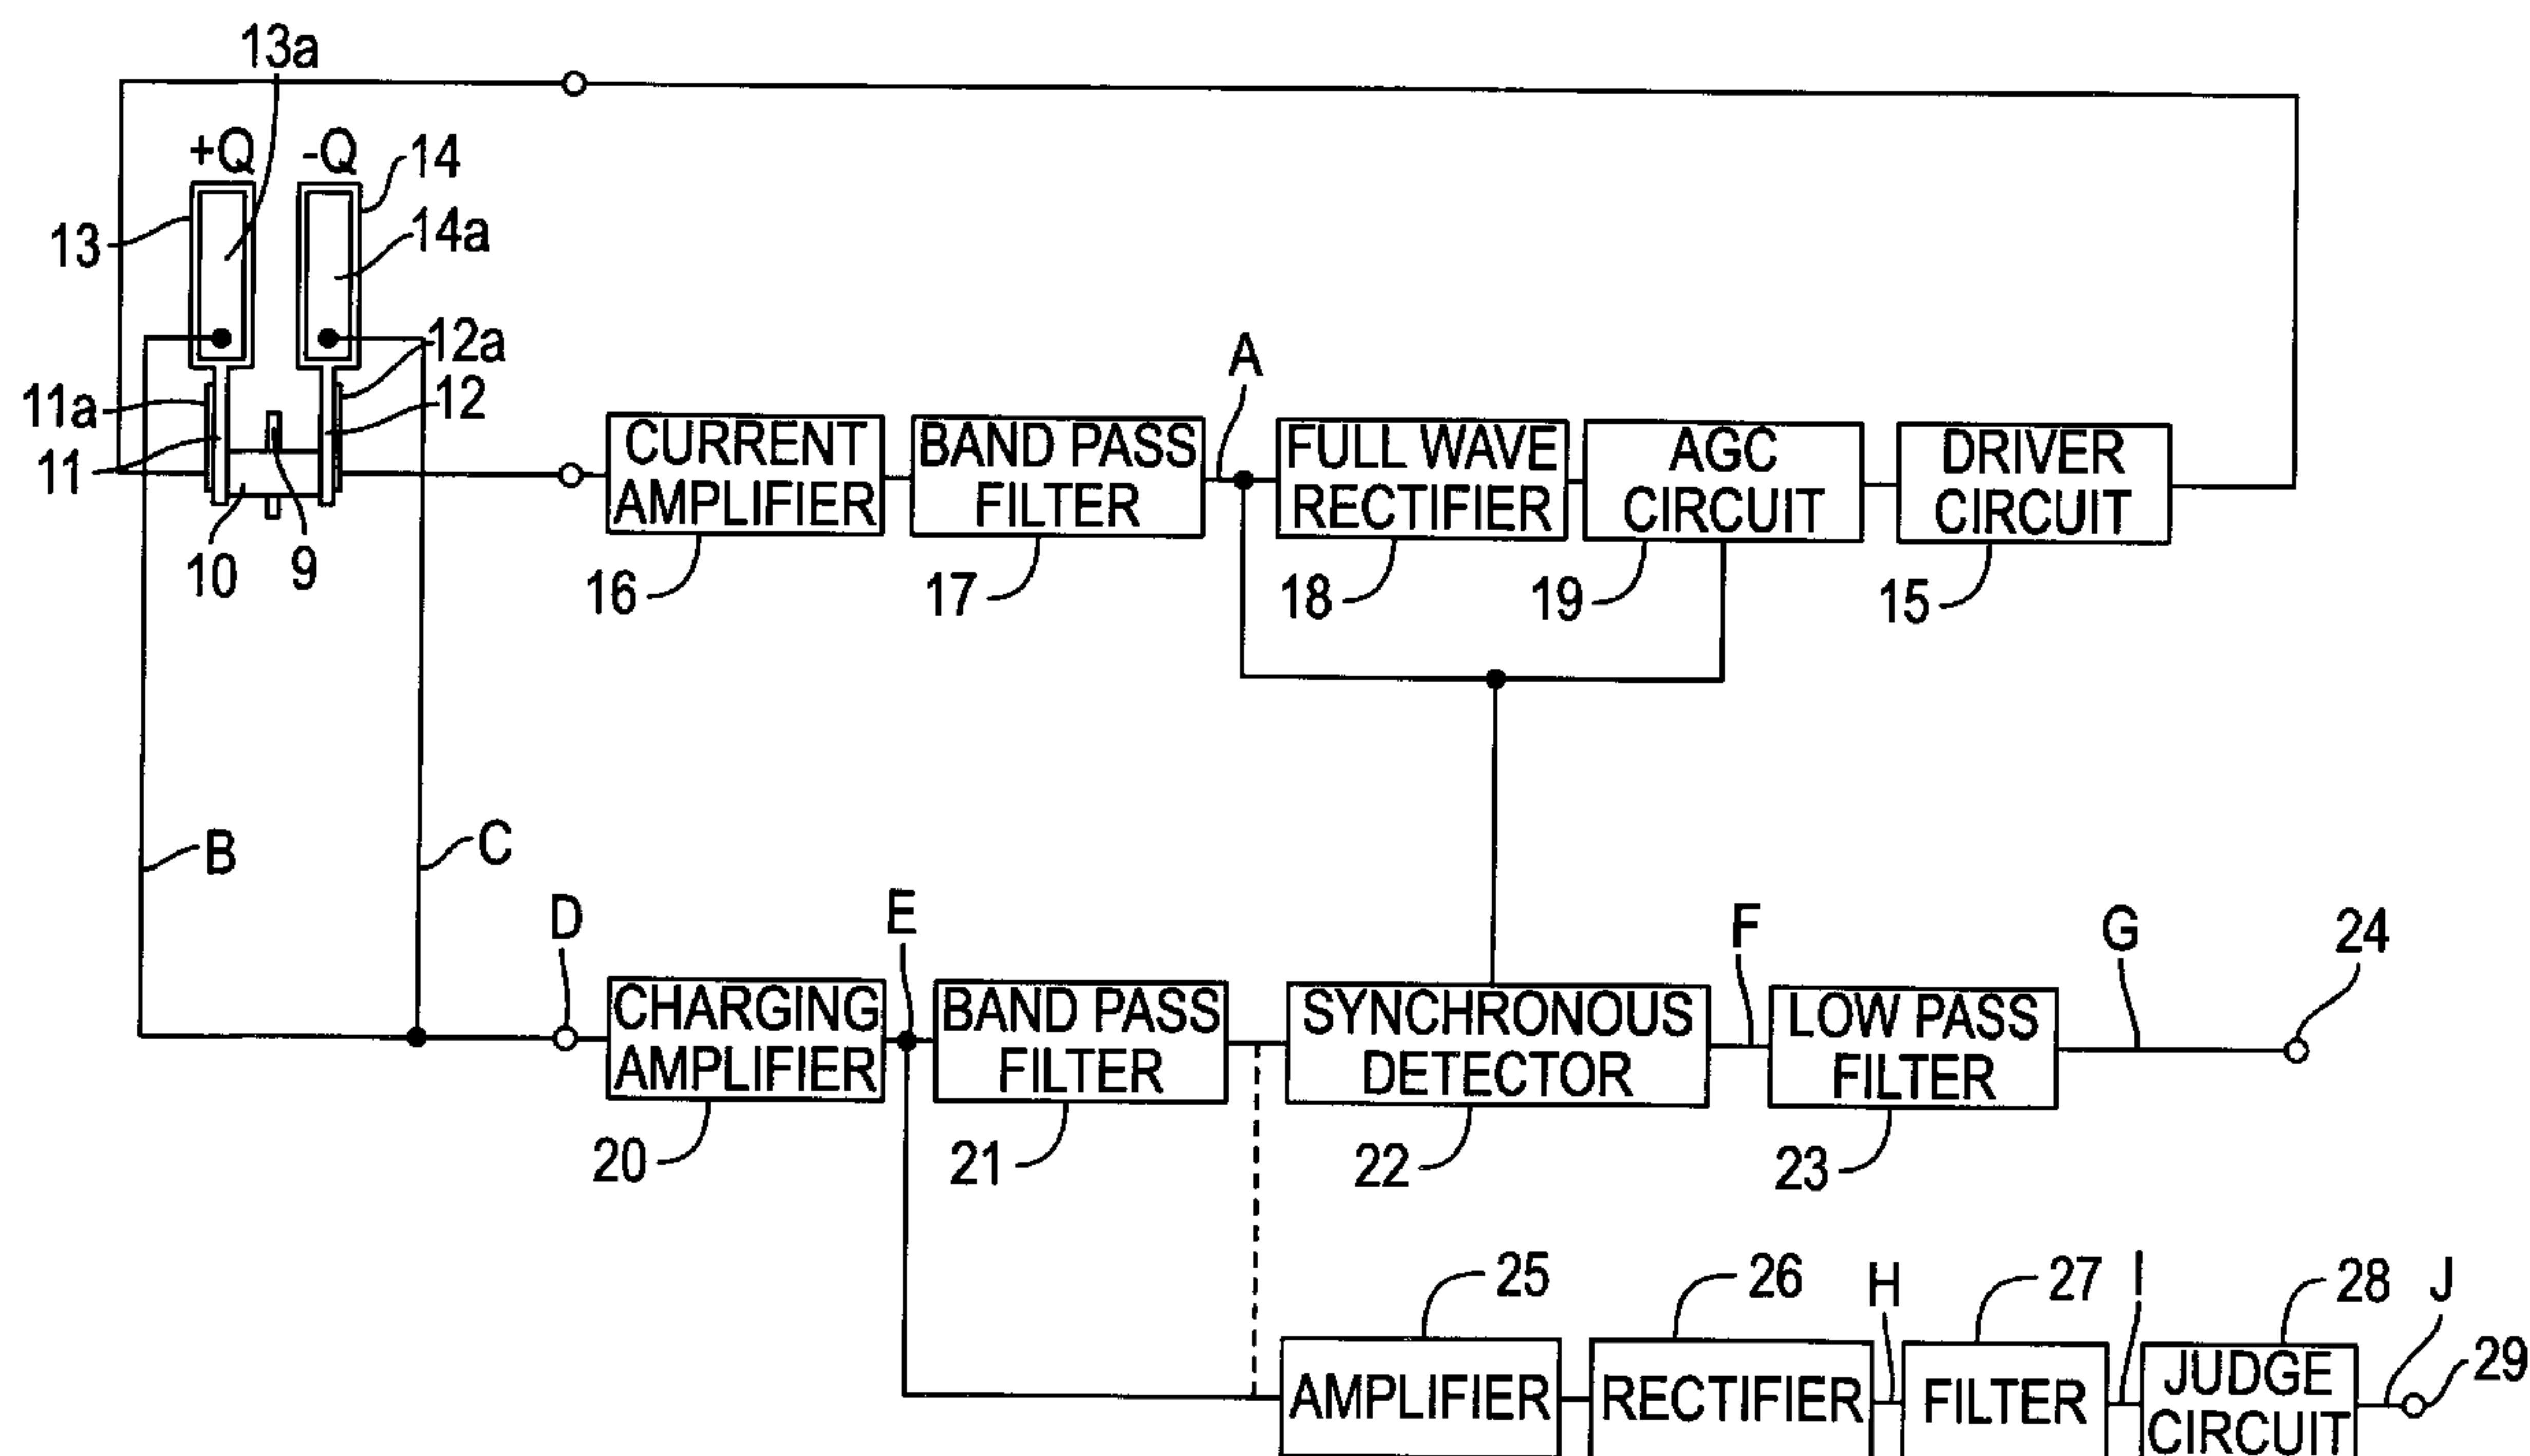 13a
+Q
-Q
14
13
14a
12a
11a
12
11
10
9
A
CURRENT
AMPLIFIER
16
BAND PASS
FILTER
17
FULL WAVE
RECTIFIER
18
AGC
CIRCUIT
19
DRIVER
CIRCUIT
15
B
C
D
E
F
G
24
CHARGING
AMPLIFIER
20
BAND PASS
FILTER
21
SYNCHRONOUS
DETECTOR
22
LOW PASS
FILTER
23
25
26
H
27
I
28
J
29
AMPLIFIER
RECTIFIER
FILTER
JUDGE
CIRCUIT